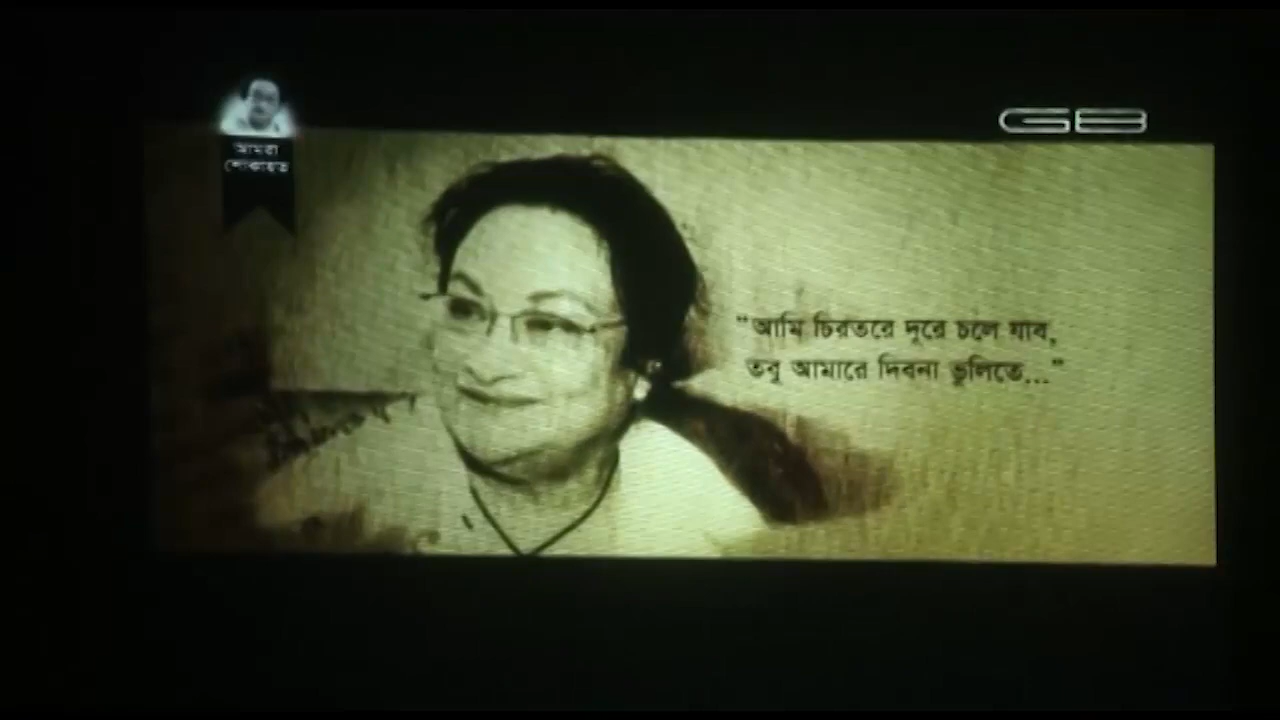 আমরা
শোকাহত
GB
“আমি চিরতরে দূরে চলে যাব,
তবু আমারে দিবনা ভুলিতে...”